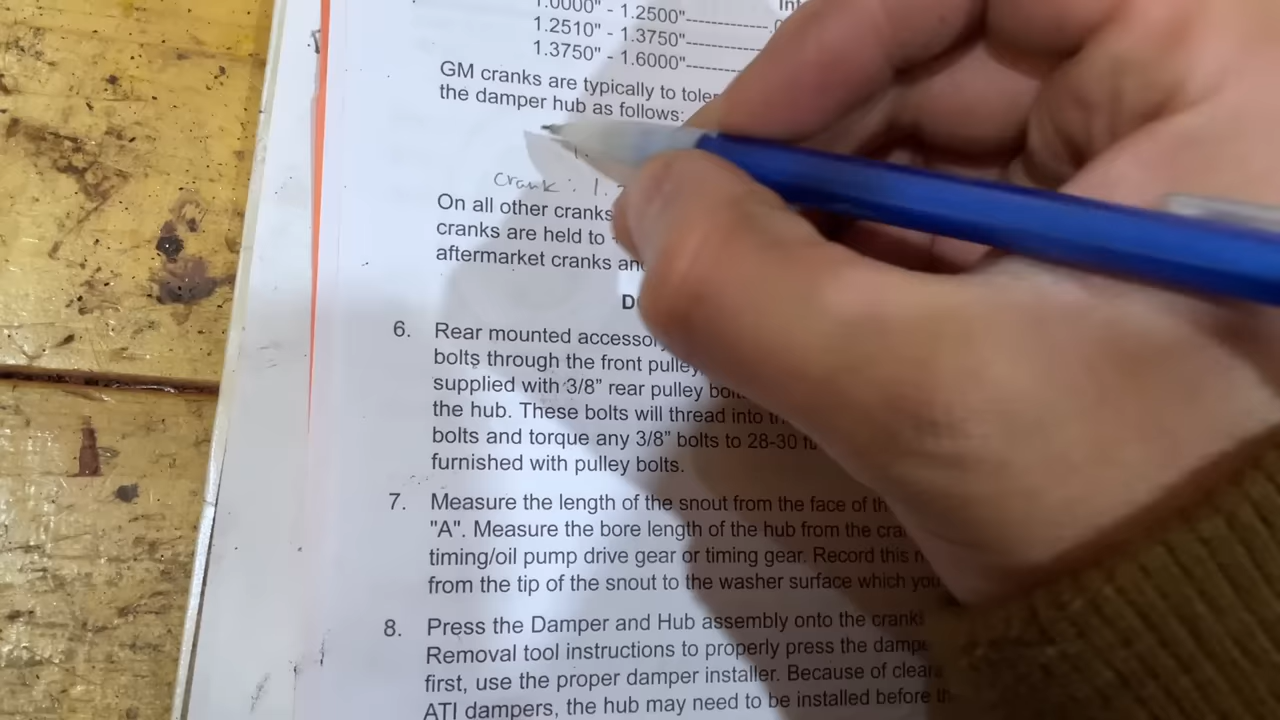 1.0000" - 1.2500"
1.2510" - 1.3750"
1.3750" - 1.6000"
GM cranks are typically to
the damper hub as follows:
Crank: 1.
On all other cranks
cranks are held to
aftermarket cranks
6. Rear mounted
bolts through the front pulley,
supplied with 3/8" rear pulley
the hub. These bolts will thread into
bolts and torque any 3/8" bolts to 28-30
furnished with pulley bolts.
7. Measure the length of the snout from the face of
"A". Measure the bore length of the hub from the
timing/oil pump drive gear or timing gear. Record this
from the tip of the snout to the washer surface which
8. Press the Damper and Hub assembly onto the
Removal tool instructions to properly press the
first, use the proper damper installer. Because of
ATI dampers, the hub may need to be installed before